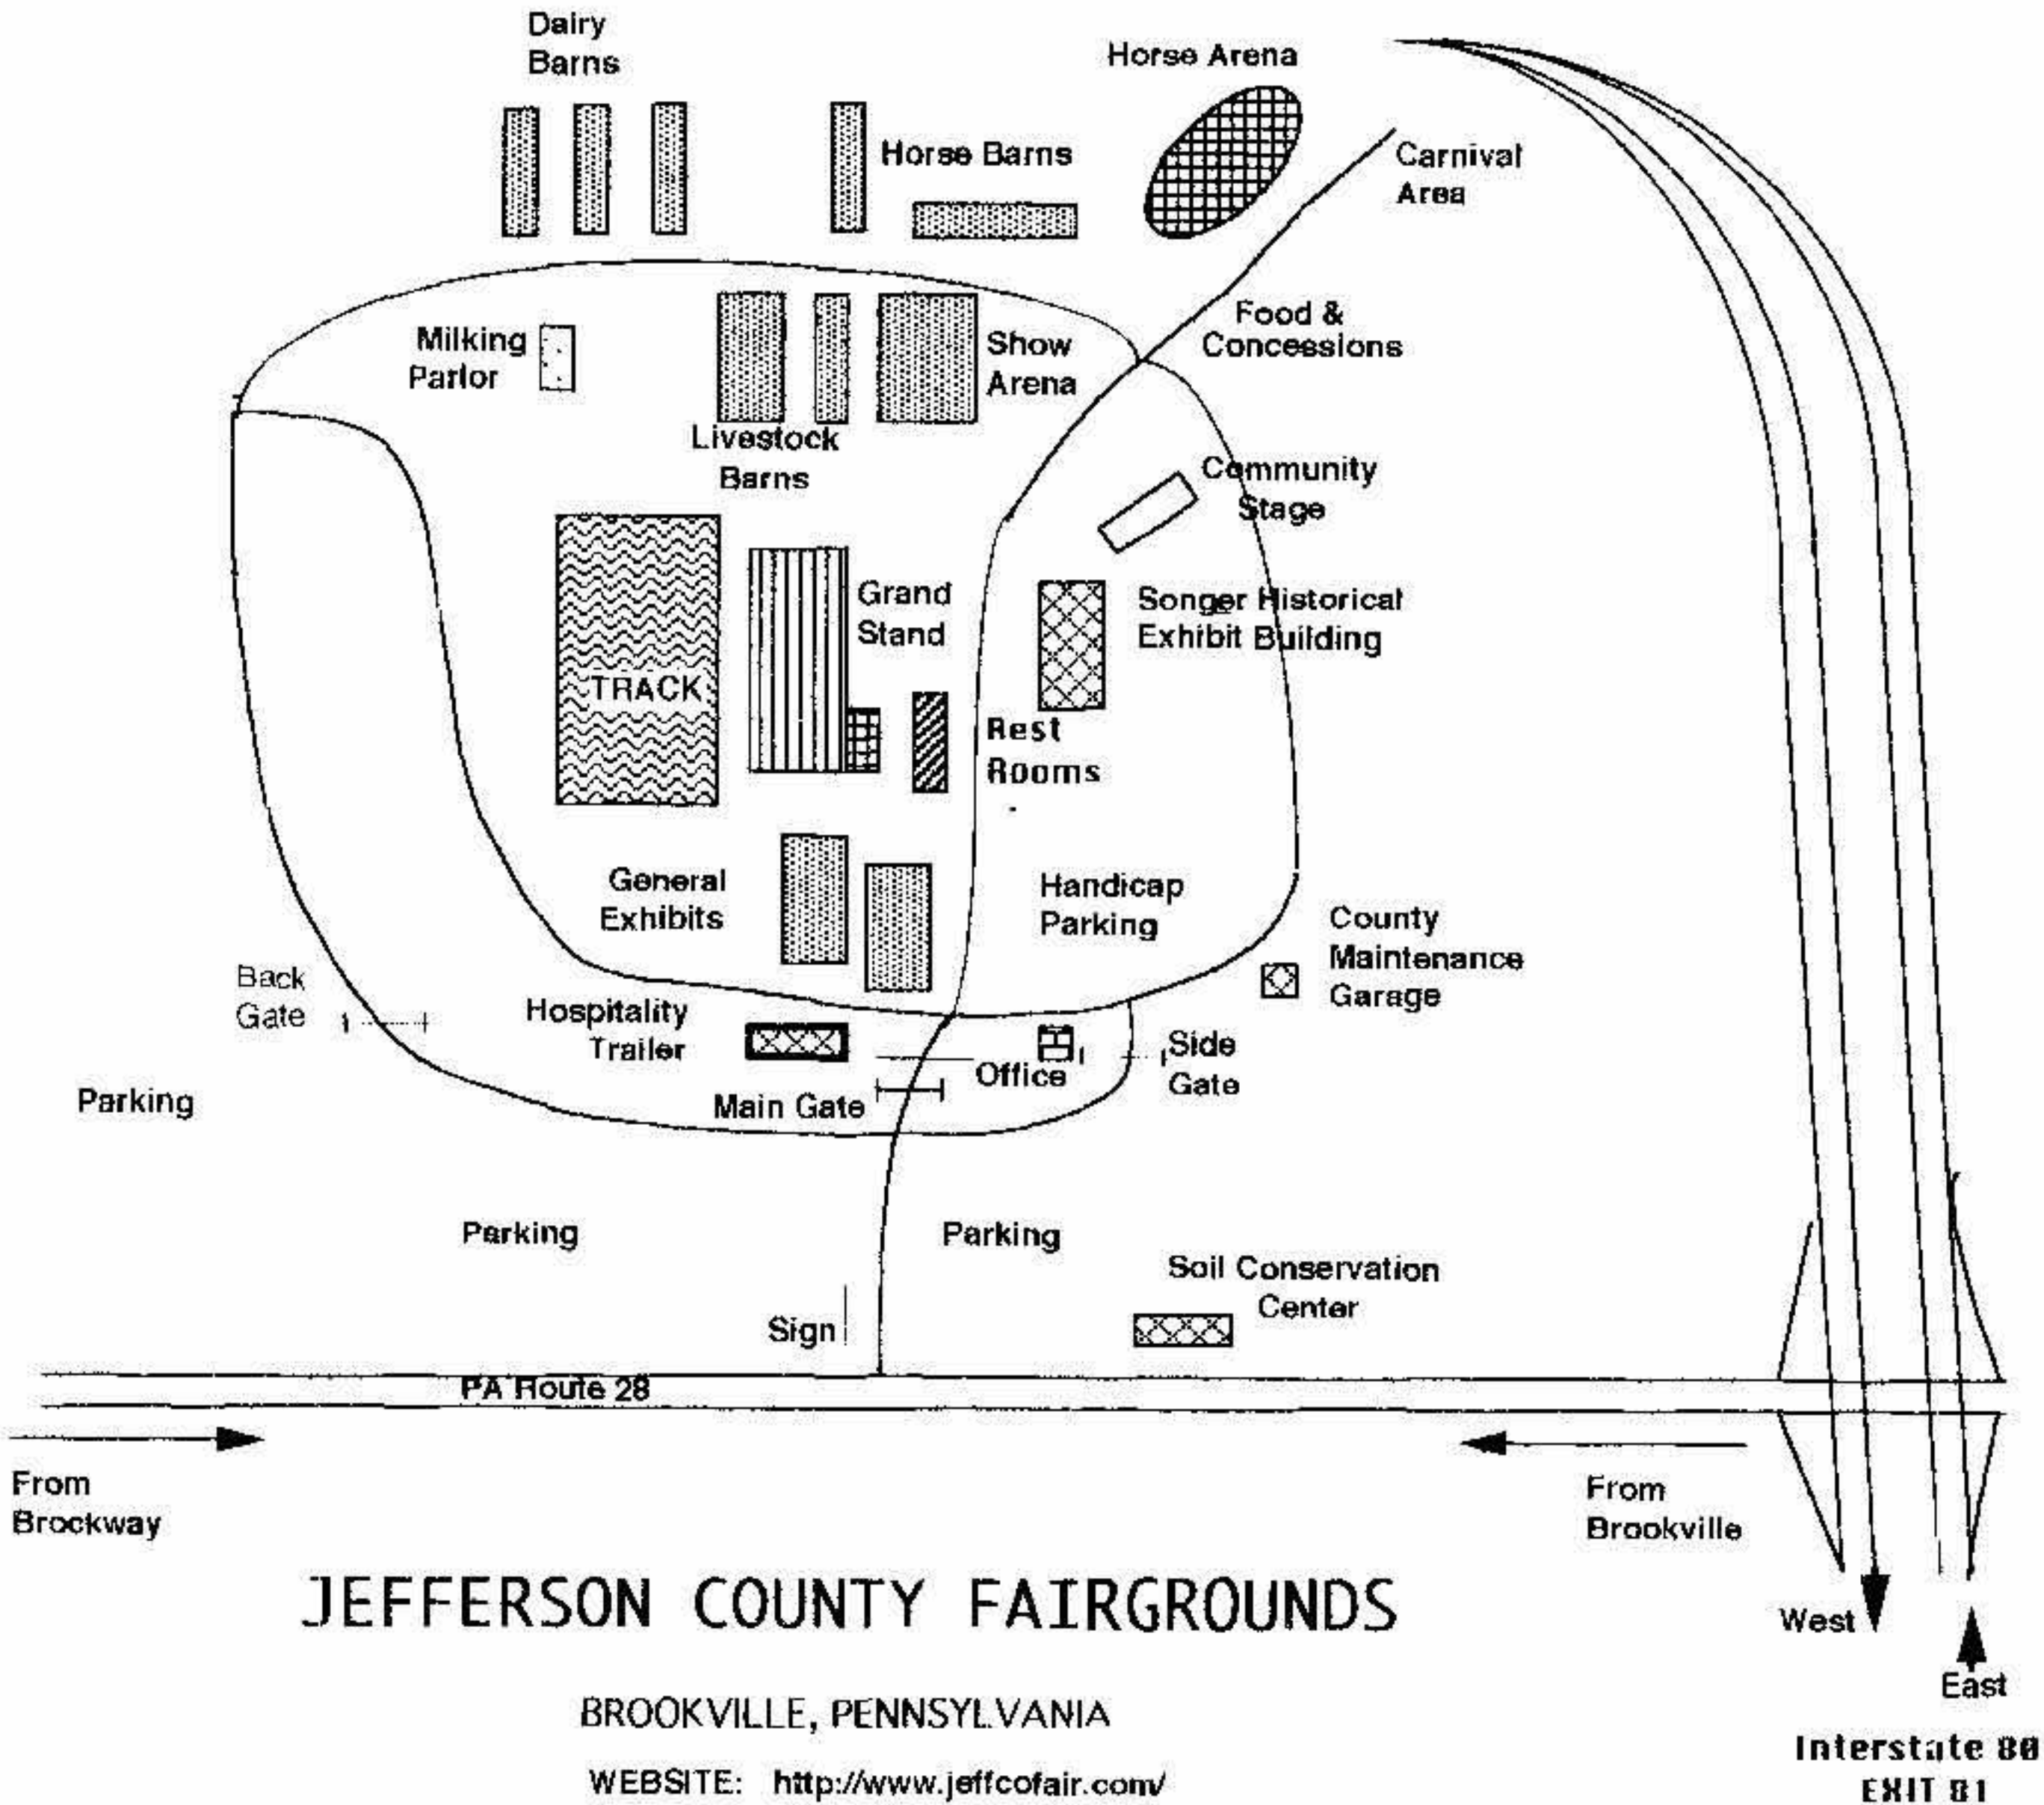 Dairy
Barns
Horse Arena
Horse Barns
Carnival
Area
Milking
Parlor
Show
Arena
Food &
Concessions
Livestock
Barns
Community
Stage
Grand
Stand
Songer Historical
Exhibit Building
TRACK
Rest
Rooms
General
Exhibits
Handicap
Parking
County
Maintenance
Garage
Back
Gate
Hospitality
Trailer
Office
Side
Gate
Main Gate
Parking
Parking
Parking
Soil Conservation
Center
Sign
PA Route 28
From
Brockway
From
Brookville
JEFFERSON COUNTY FAIRGROUNDS
West
East
BROOKVILLE, PENNSYLVANIA
Interstate 80
EXIT 81
WEBSITE: http://www.jeffcofair.com/